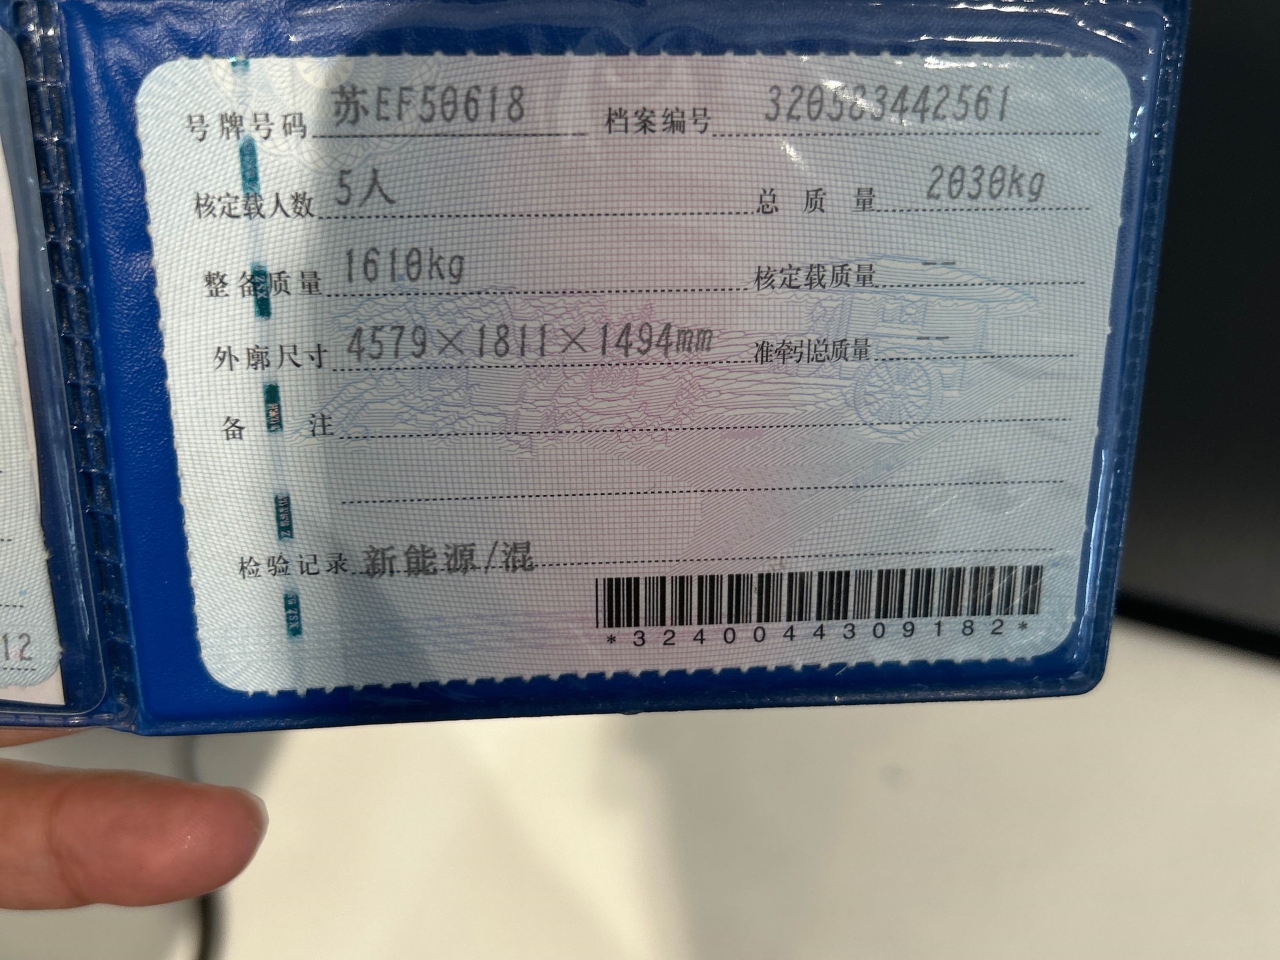 号牌号码 苏EF50618 档案编号 320583442561
核定载人数 5人 总质量 2030kg
整备质量 1610kg 核定载质量 --
外廓尺寸 4579×1811×1494mm 准牵引总质量 --
备注
检验记录 新能源/混
*3240044309182*
12